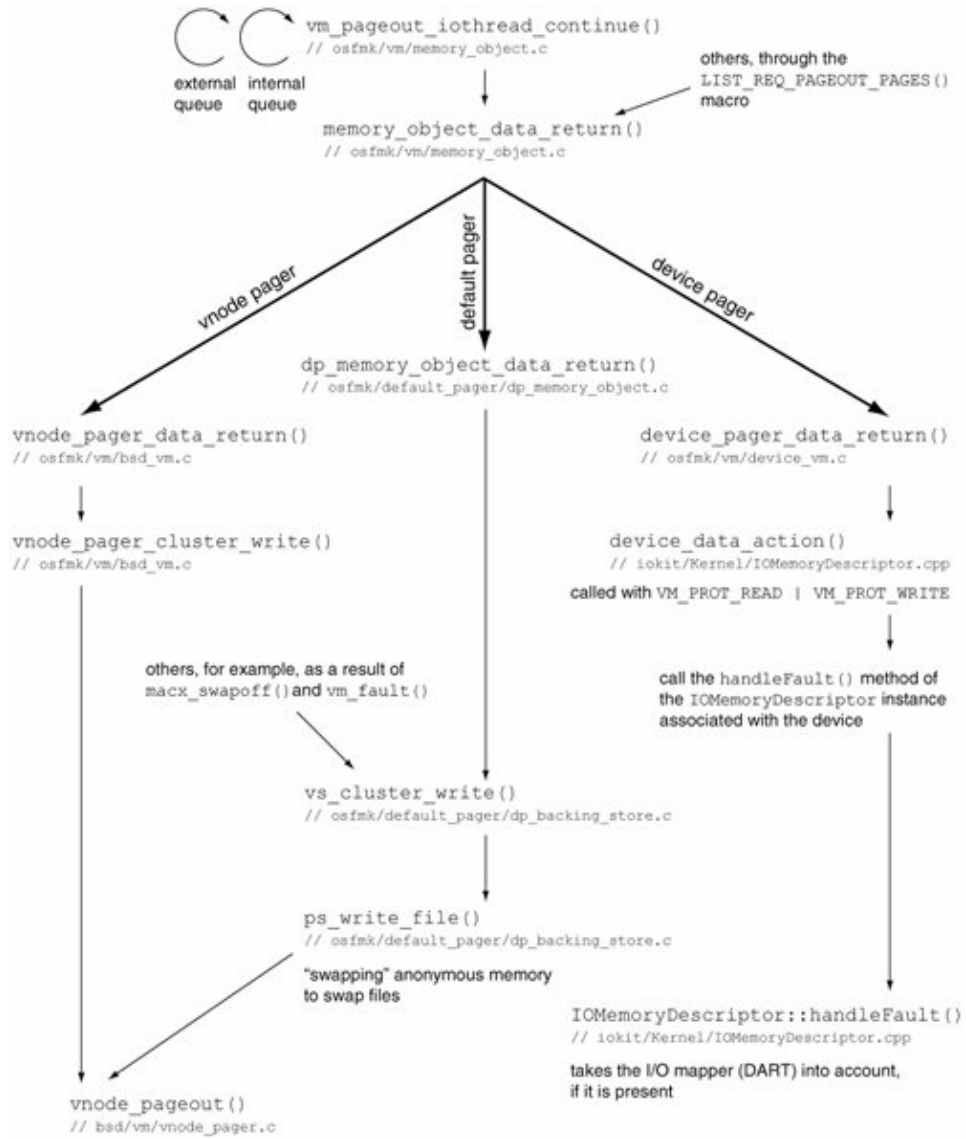 vm_pageout_iothread_continue()
// osfmk/vm/memory_object.c
external
queue
internal
queue
others, through the
LIST_REQ_PAGEOUT_PAGES()
macro
memory_object_data_return()
// osfmk/vm/memory_object.c
vnode pager
default pager
device pager
dp_memory_object_data_return()
// osfmk/default_pager/dp_memory_object.c
vnode_pager_data_return()
// osfmk/vm/bsd_vm.c
device_pager_data_return()
// osfmk/vm/device_vm.c
vnode_pager_cluster_write()
// osfmk/vm/bsd_vm.c
device_data_action()
// iokit/Kernel/IOMemoryDescriptor.cpp
called with VM_PROT_READ | VM_PROT_WRITE
others, for example, as a result of
macx_swapoff() and vm_fault()
call the handleFault() method of
the IOMemoryDescriptor instance
associated with the device
vs_cluster_write()
// osfmk/default_pager/dp_backing_store.c
ps_write_file()
// osfmk/default_pager/dp_backing_store.c
“swapping” anonymous memory
to swap files
IOMemoryDescriptor::handleFault()
// iokit/Kernel/IOMemoryDescriptor.cpp
takes the I/O mapper (DART) into account,
if it is present
vnode_pageout()
// bsd/vm/vnode_pager.c